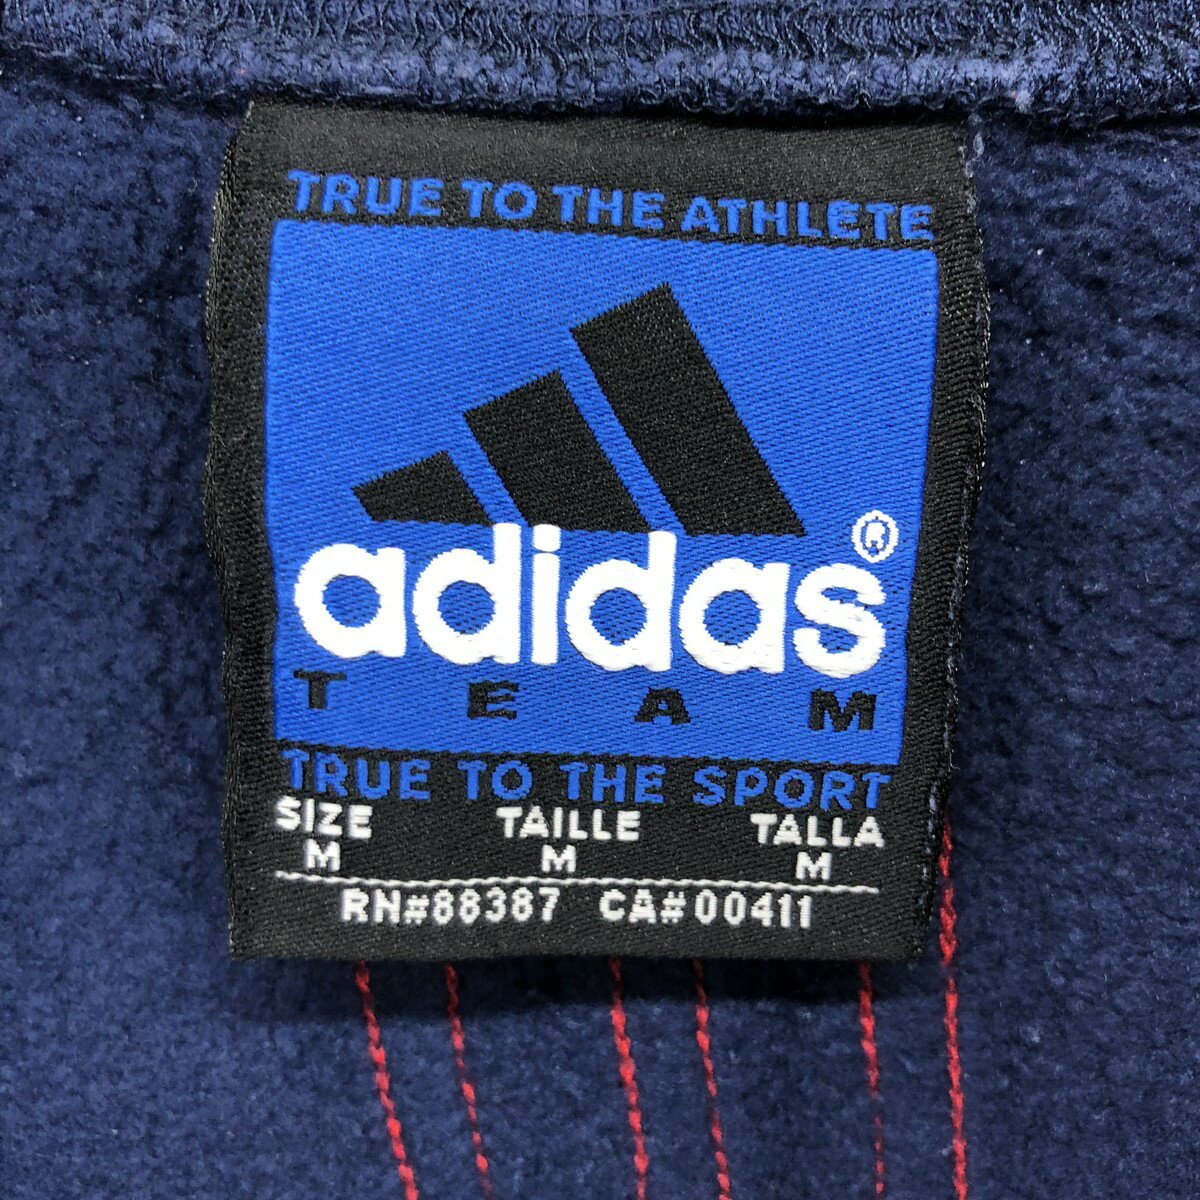 TRUE TO THE ATHLETE
adidas®
TEAM
TRUE TO THE SPORT
SIZE TAILLE TALLA
M M M
RN#88387 CA#00411